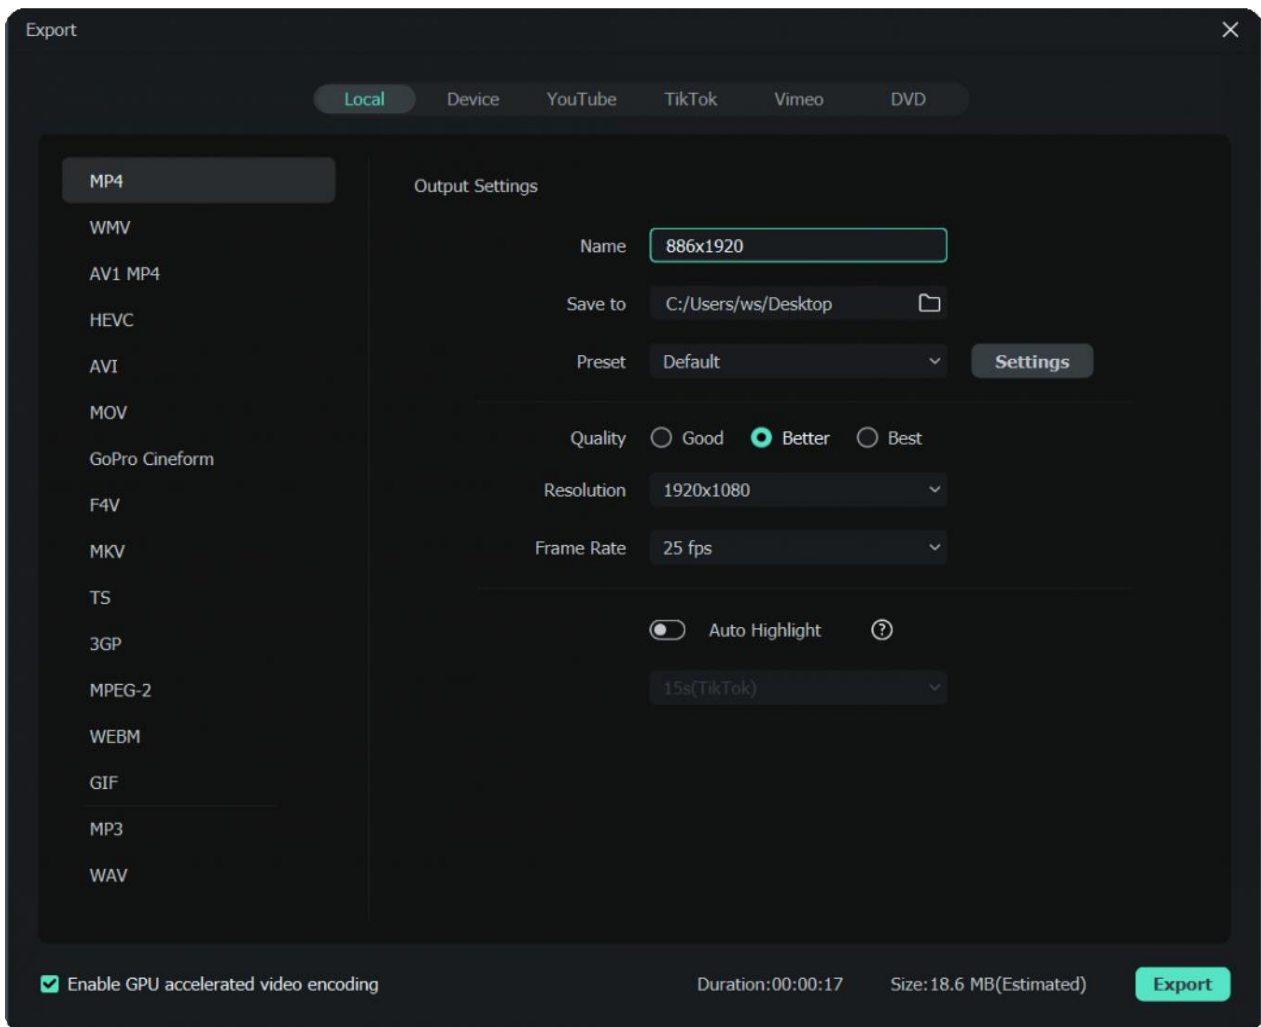 Export
Local Device YouTube TikTok Vimeo DVD
MP4
WMV
AV1 MP4
HEVC
AVI
MOV
GoPro Cineform
F4V
MKV
TS
3GP
MPEG-2
WEBM
GIF
MP3
WAV
Output Settings
Name 886x1920
Save to C:/Users/ws/Desktop
Preset Default Settings
Quality Good Better Best
Resolution 1920x1080
Frame Rate 25 fps
Auto Highlight ?
15s(TikTok)
Enable GPU accelerated video encoding Duration:00:00:17 Size:18.6 MB(Estimated) Export